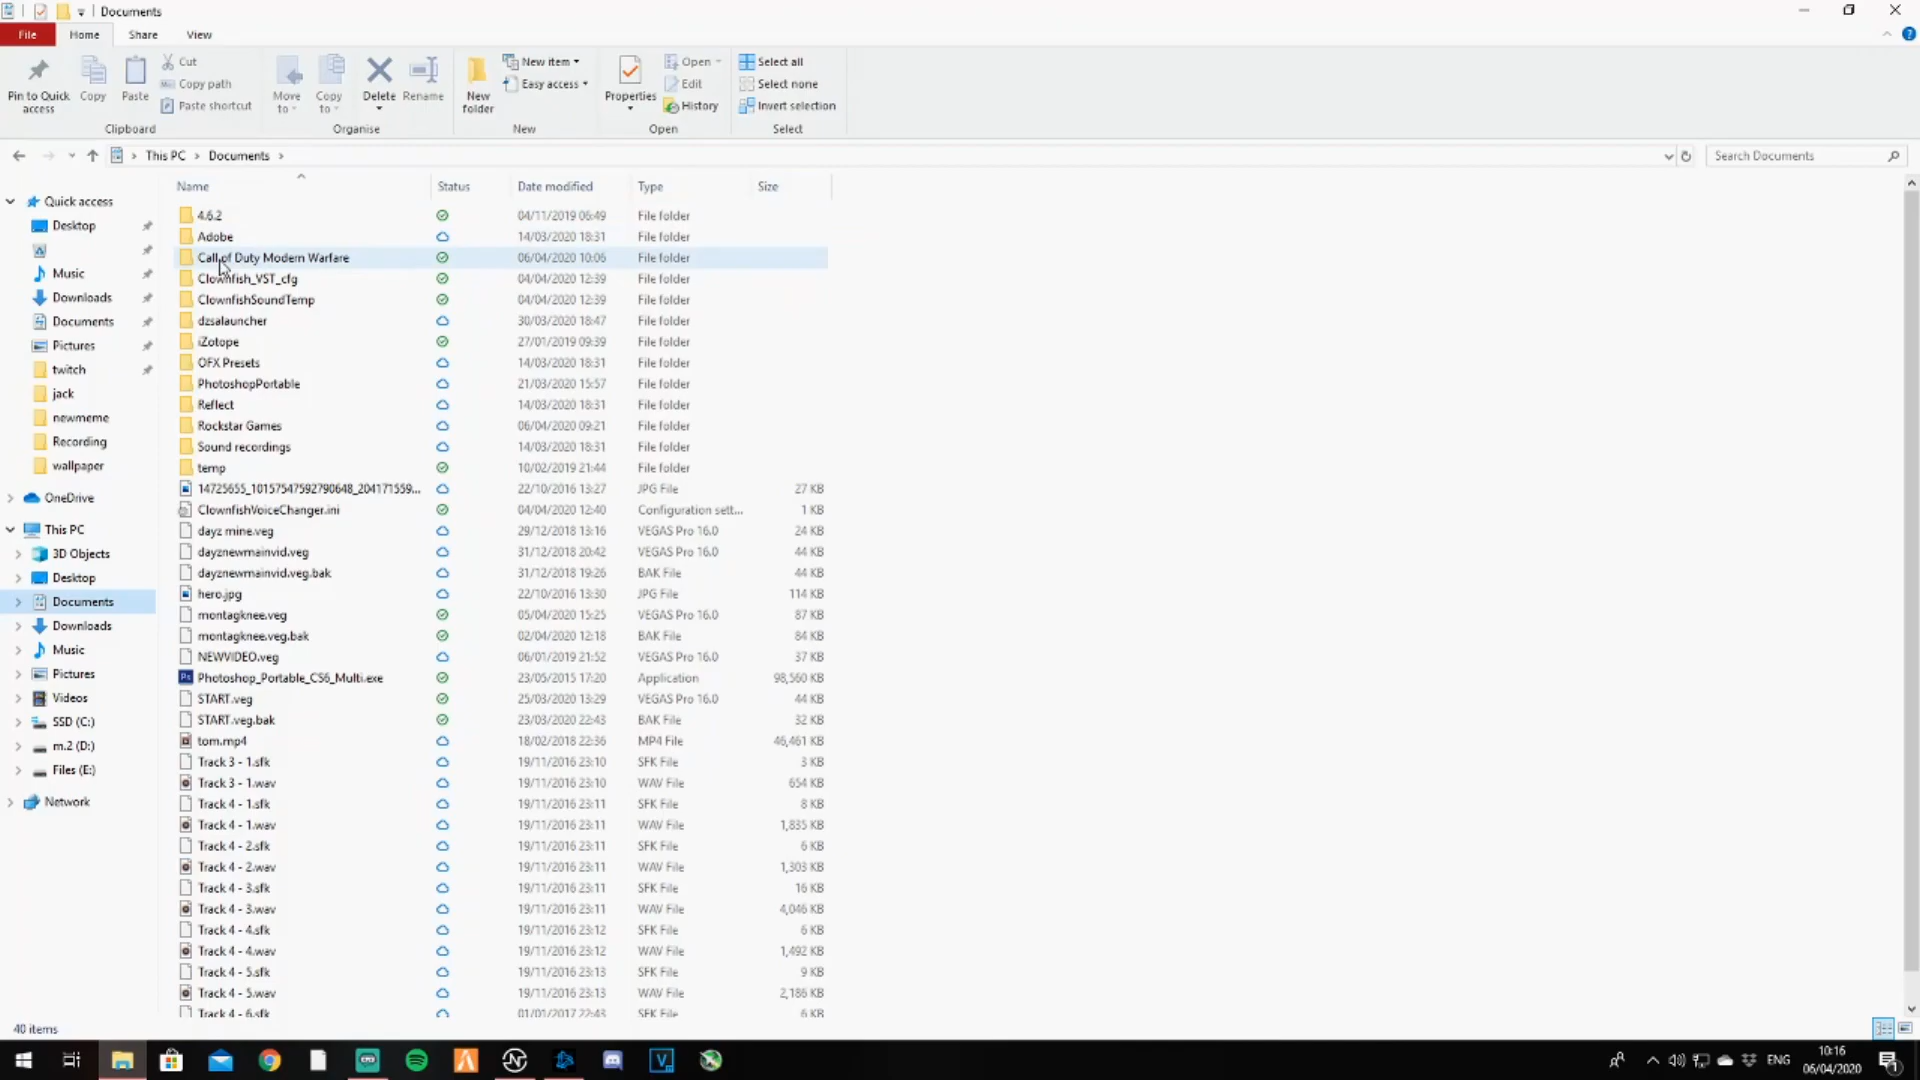 Documents
File Home Share View
Pin to Quick access
Copy
Paste
Cut
Copy path
Paste shortcut
Clipboard
Move to
Copy to
Delete
Rename
Organise
New folder
New item
Easy access
New
Properties
Open
Edit
History
Open
Select all
Select none
Invert selection
Select
This PC Documents
Search Documents
Quick access
Desktop
Music
Downloads
Documents
Pictures
twitch
jack
newmeme
Recording
wallpaper
OneDrive
This PC
3D Objects
Desktop
Documents
Downloads
Music
Pictures
Videos
SSD (C:)
m.2 (D:)
Files (E:)
Network
Name Status Date modified Type Size
4.6.2 04/11/2019 06:49 File folder
Adobe 14/03/2020 18:31 File folder
Call of Duty Modern Warfare 06/04/2020 10:06 File folder
Clownfish_VST_cfg 04/04/2020 12:39 File folder
ClownfishSoundTemp 04/04/2020 12:39 File folder
dzsalauncher 30/03/2020 18:47 File folder
iZotope 27/01/2019 09:39 File folder
OFX Presets 14/03/2020 18:31 File folder
PhotoshopPortable 21/03/2020 15:57 File folder
Reflect 14/03/2020 18:31 File folder
Rockstar Games 06/04/2020 09:21 File folder
Sound recordings 14/03/2020 18:31 File folder
temp 10/02/2019 21:44 File folder
14725655_10157547592790648_204171559... 22/10/2016 13:27 JPG File 27 KB
ClownfishVoiceChanger.ini 04/04/2020 12:40 Configuration sett... 1 KB
dayz mine.veg 29/12/2018 13:16 VEGAS Pro 16.0 24 KB
dayznewmainvid.veg 31/12/2018 20:42 VEGAS Pro 16.0 44 KB
dayznewmainvid.veg.bak 31/12/2018 19:26 BAK File 44 KB
hero.jpg 22/10/2016 13:30 JPG File 114 KB
montagknee.veg 05/04/2020 15:25 VEGAS Pro 16.0 87 KB
montagknee.veg.bak 02/04/2020 12:18 BAK File 84 KB
NEWVIDEO.veg 06/01/2019 21:52 VEGAS Pro 16.0 37 KB
Photoshop_Portable_CS6_Multi.exe 23/05/2015 17:20 Application 98,560 KB
START.veg 25/03/2020 13:29 VEGAS Pro 16.0 44 KB
START.veg.bak 23/03/2020 22:43 BAK File 32 KB
tom.mp4 18/02/2018 22:36 MP4 File 46,461 KB
Track 3 - 1.sfk 19/11/2016 23:10 SFK File 3 KB
Track 3 - 1.wav 19/11/2016 23:10 WAV File 654 KB
Track 4 - 1.sfk 19/11/2016 23:11 SFK File 8 KB
Track 4 - 1.wav 19/11/2016 23:11 WAV File 1,835 KB
Track 4 - 2.sfk 19/11/2016 23:11 SFK File 6 KB
Track 4 - 2.wav 19/11/2016 23:11 WAV File 1,303 KB
Track 4 - 3.sfk 19/11/2016 23:11 SFK File 16 KB
Track 4 - 3.wav 19/11/2016 23:11 WAV File 4,046 KB
Track 4 - 4.sfk 19/11/2016 23:12 SFK File 6 KB
Track 4 - 4.wav 19/11/2016 23:12 WAV File 1,492 KB
Track 4 - 5.sfk 19/11/2016 23:13 SFK File 9 KB
Track 4 - 5.wav 19/11/2016 23:13 WAV File 2,186 KB
Track 4 - 6.sfk 01/01/2017 22:43 SFK File 6 KB
40 items
ENG
10:16
06/04/2020